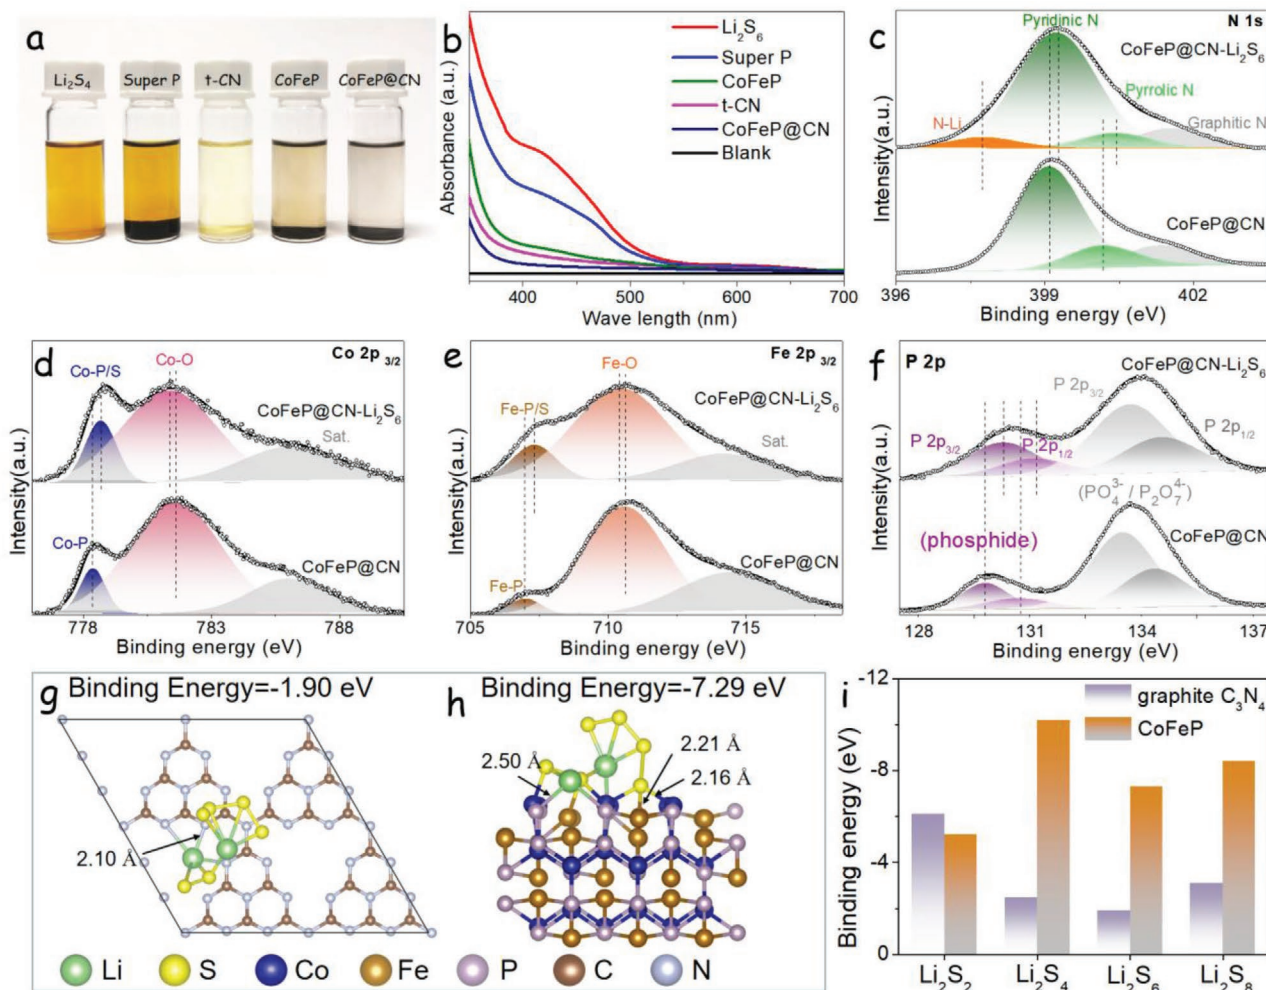 a
Li₂S₄ Super P t-CN CoFeP CoFeP@CN
b
Absorbance (a.u.)
Li₂S₆
Super P
CoFeP
t-CN
CoFeP@CN
Blank
400 500 600 700
Wave length (nm)
c
N 1s
Pyridinic N
CoFeP@CN-Li₂S₆
Pyrrolic N
N-Li
Graphitic N
CoFeP@CN
Intensity(a.u.)
396 399 402
Binding energy (eV)
d
Co 2p 3/2
Co-O
Co-P/S
CoFeP@CN-Li₂S₆
Sat.
Co-P
CoFeP@CN
Intensity(a.u.)
778 783 788
Binding energy (eV)
e
Fe 2p 3/2
Fe-O
Fe-P/S
CoFeP@CN-Li₂S₆
Sat.
Fe-P
CoFeP@CN
Intensity(a.u.)
705 710 715
Binding energy (eV)
f
P 2p
CoFeP@CN-Li₂S₆
P 2p3/2
P 2p1/2
P 2p3/2
P 2p1/2
(PO₄³⁻ / P₂O₇⁴⁻)
(phosphide)
CoFeP@CN
Intensity(a.u.)
128 131 134 137
Binding energy (eV)
g
Binding Energy=-1.90 eV
2.10 Å
h
Binding Energy=-7.29 eV
2.50 Å
2.21 Å
2.16 Å
Li S Co Fe P C N
i
graphite C₃N₄
CoFeP
Binding energy (eV)
-12
-8
-4
0
Li₂S₂ Li₂S₄ Li₂S₆ Li₂S₈